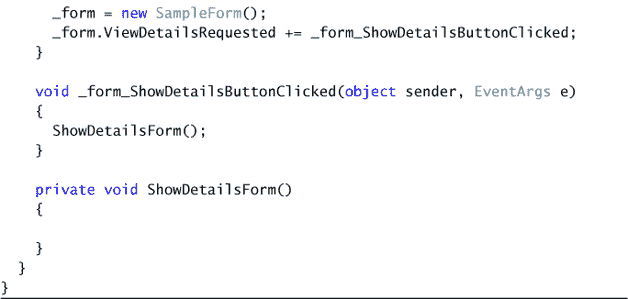 _form = new SampleForm();
_form.ViewDetailsRequested += _form_ShowDetailsButtonClicked;
}
void _form_ShowDetailsButtonClicked(object sender, EventArgs e)
{
ShowDetailsForm();
}
private void ShowDetailsForm()
{
}
}
}